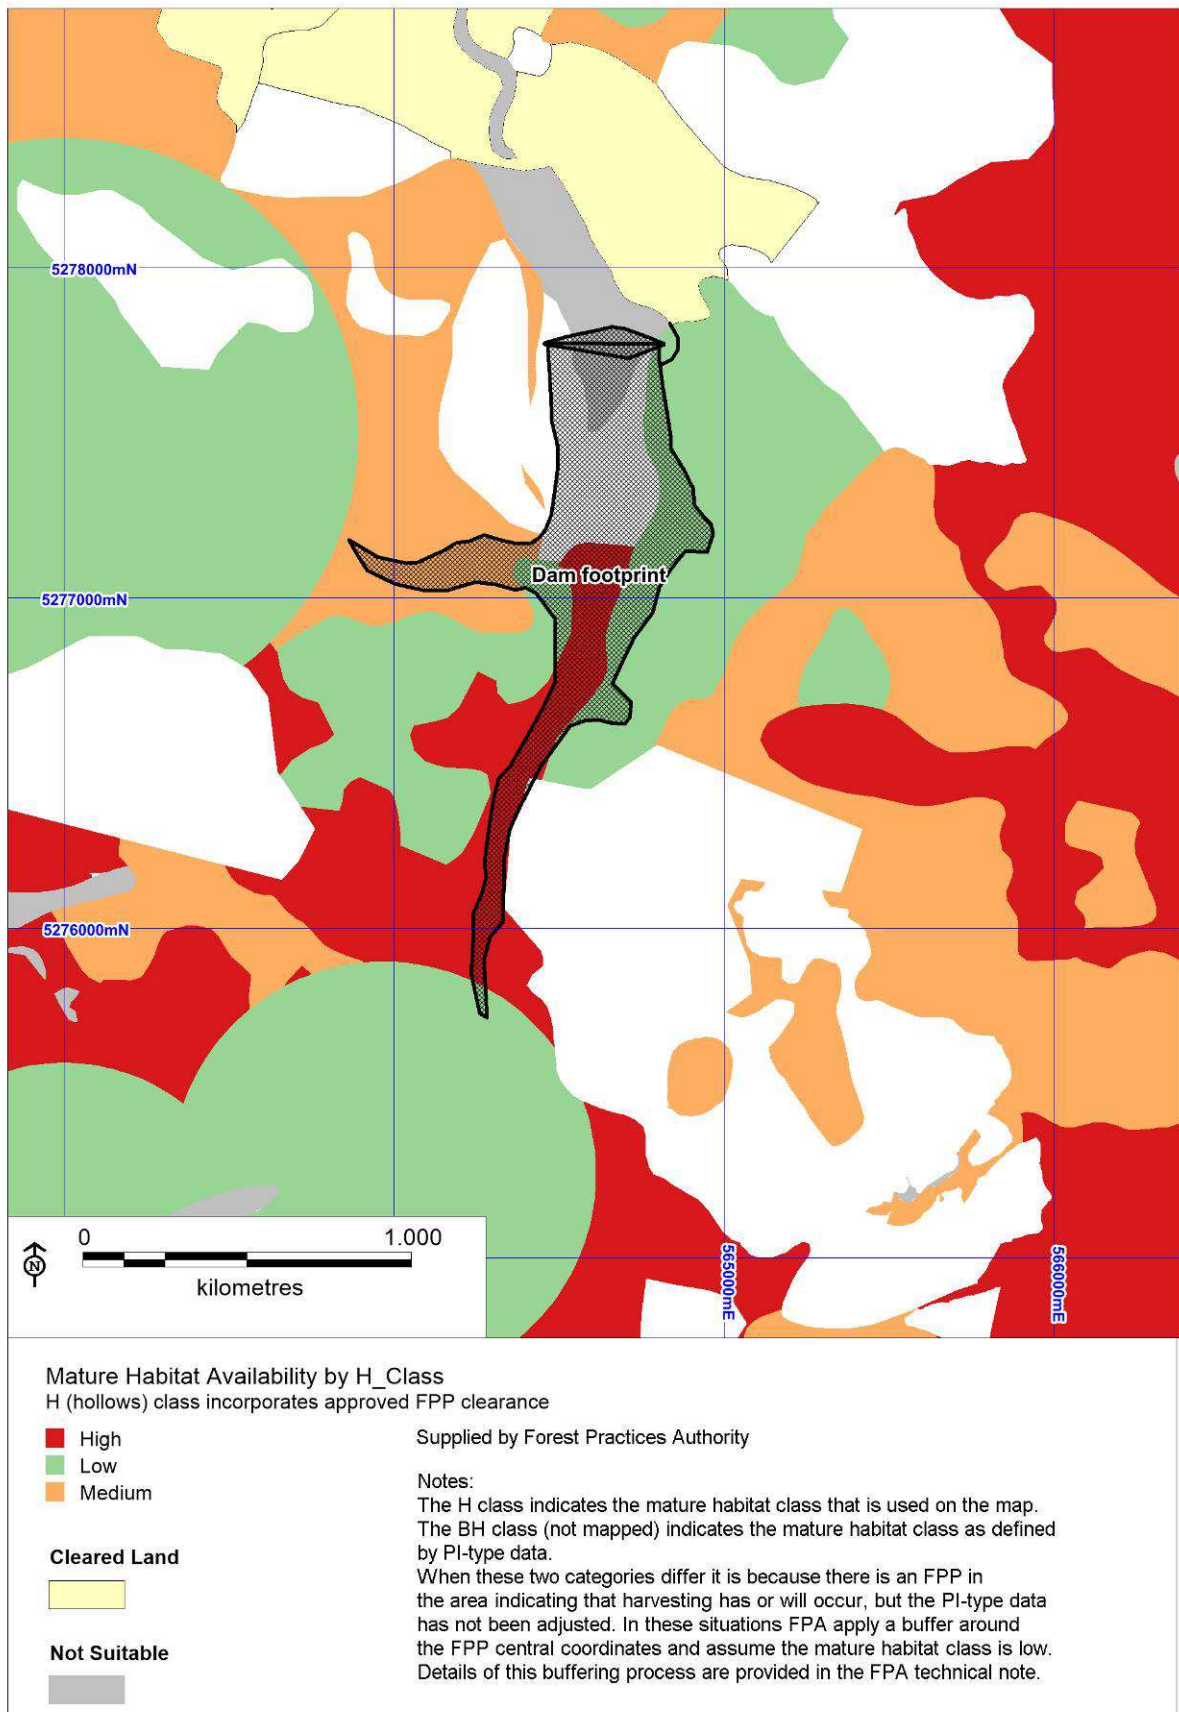 5278000mN
Dam footprint
5277000mN
5276000mN
565000mE
566000mE
N
0 1.000
kilometres
Mature Habitat Availability by H_Class
H (hollows) class incorporates approved FPP clearance
High
Low
Medium
Cleared Land
Not Suitable
Supplied by Forest Practices Authority
Notes:
The H class indicates the mature habitat class that is used on the map.
The BH class (not mapped) indicates the mature habitat class as defined
by PI-type data.
When these two categories differ it is because there is an FPP in
the area indicating that harvesting has or will occur, but the PI-type data
has not been adjusted. In these situations FPA apply a buffer around
the FPP central coordinates and assume the mature habitat class is low.
Details of this buffering process are provided in the FPA technical note.